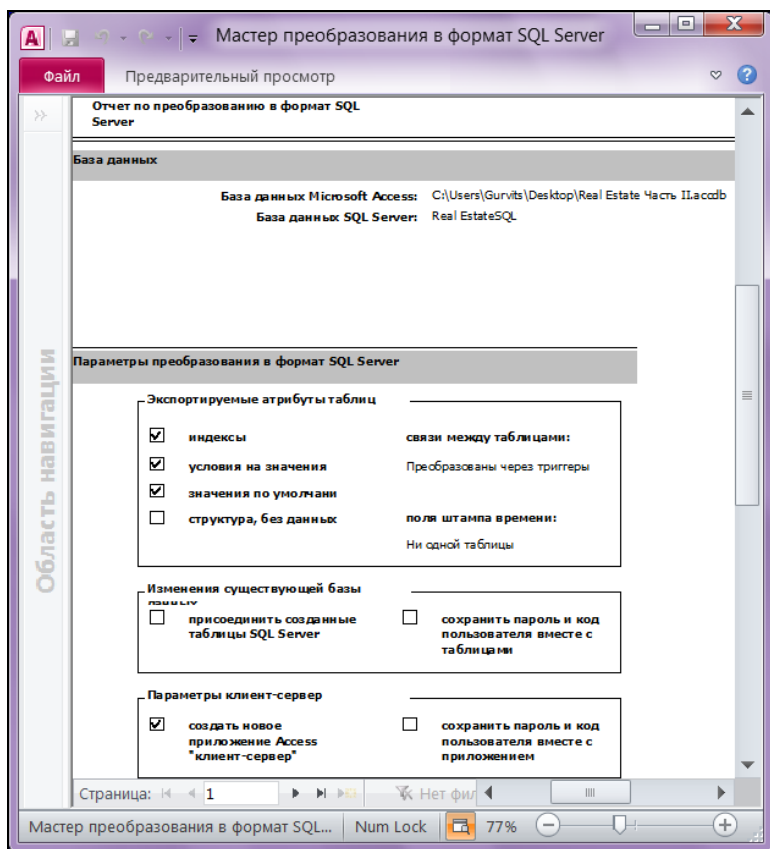 Мастер преобразования в формат SQL Server
Файл
Предварительный просмотр
Отчет по преобразованию в формат SQL
Server
База данных
База данных Microsoft Access: C:\Users\Gurvits\Desktop\Real Estate Часть II.accdb
База данных SQL Server: Real EstateSQL
Параметры преобразования в формат SQL Server
Экспортируемые атрибуты таблиц
индексы
связи между таблицами:
условия на значения
Преобразованы через триггеры
значения по умолчани
структура, без данных
поля штампа времени:
Ни одной таблицы
Изменения существующей базы
данных
присоединить созданные
таблицы SQL Server
сохранить пароль и код
пользователя вместе с
таблицами
Параметры клиент-сервер
создать новое
приложение Access
"клиент-сервер"
сохранить пароль и код
пользователя вместе с
приложением
Область навигации
Страница: 1
Нет фил
Мастер преобразования в формат SQL...
Num Lock
77%